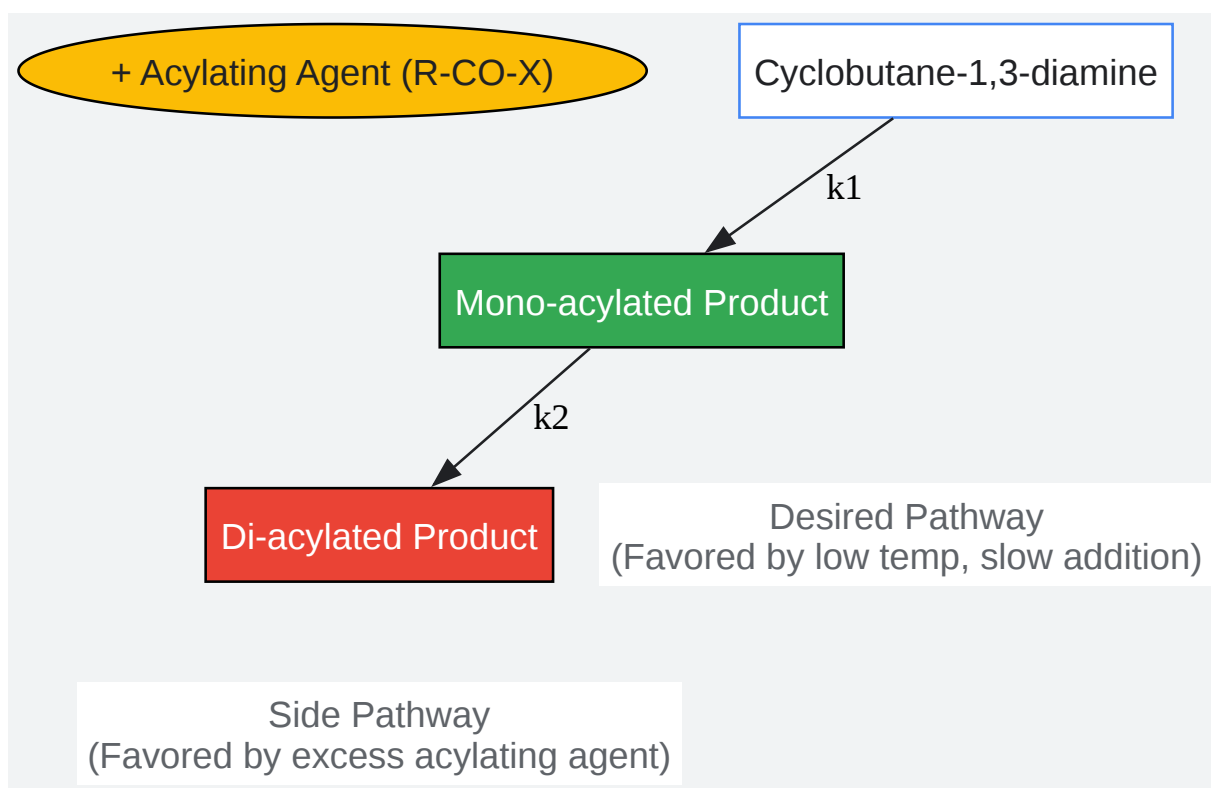 + Acylating Agent (R-CO-X)
Cyclobutane-1,3-diamine
k1
Mono-acylated Product
k2
Di-acylated Product
Desired Pathway
(Favored by low temp, slow addition)
Side Pathway
(Favored by excess acylating agent)